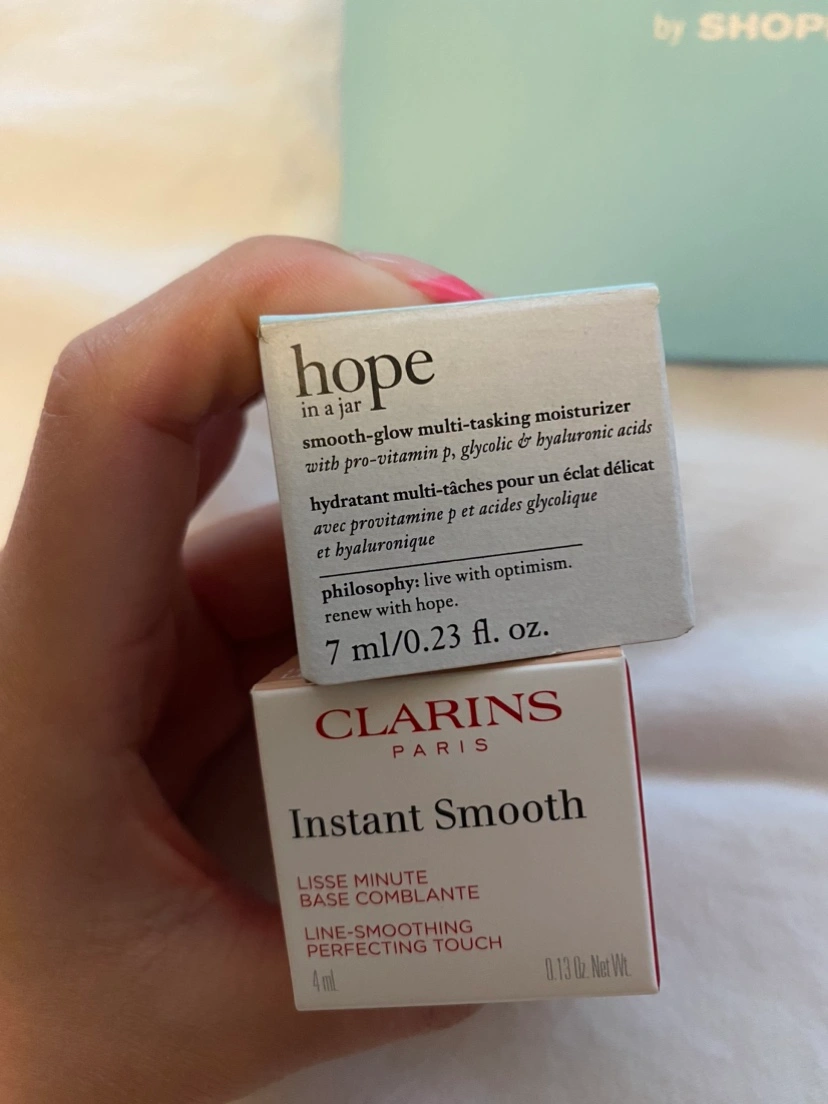 by SHOP
hope
in a jar
smooth-glow multi-tasking moisturizer
with pro-vitamin p, glycolic & hyaluronic acids
hydratant multi-tâches pour un éclat délicat
avec provitamine p et acides glycolique
et hyaluronique
philosophy: live with optimism.
renew with hope.
7 ml/0.23 fl. oz.
CLARINS
PARIS
Instant Smooth
LISSE MINUTE
BASE COMBLANTE
LINE-SMOOTHING
PERFECTING TOUCH
4 ml 0.13 Oz. Net Wt.